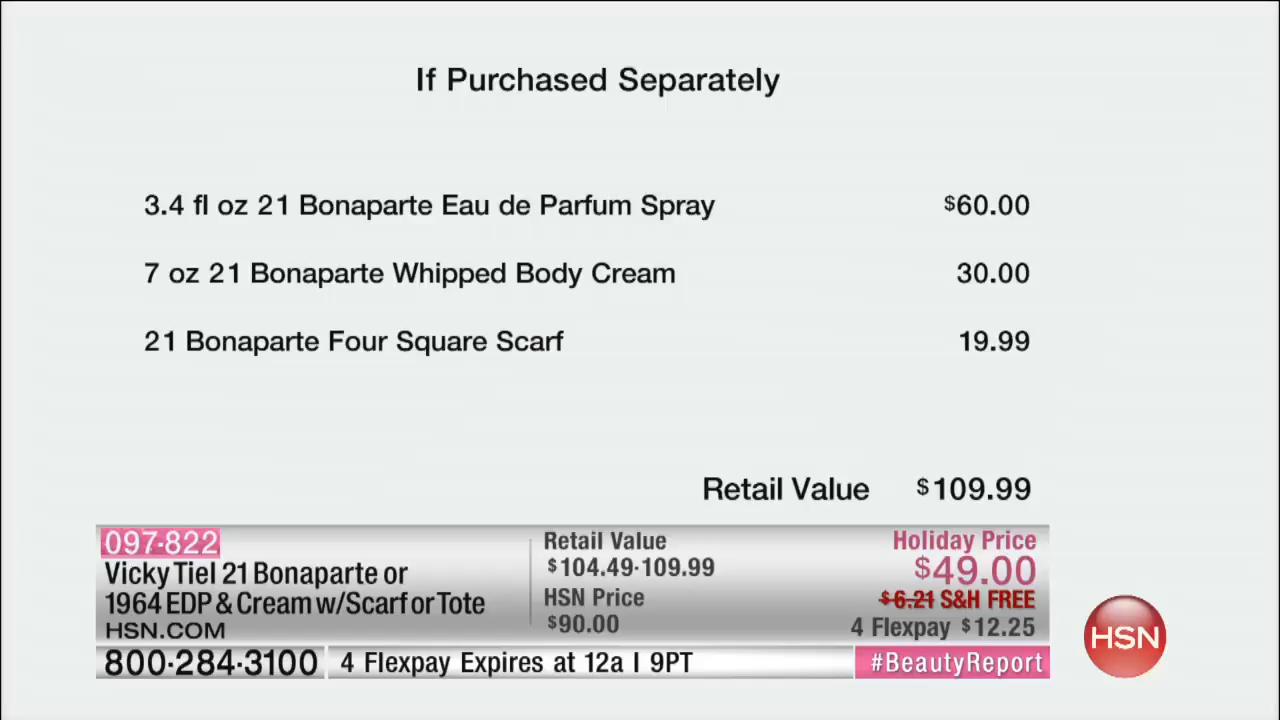 If Purchased Separately
3.4 fl oz 21 Bonaparte Eau de Parfum Spray $60.00
7 oz 21 Bonaparte Whipped Body Cream 30.00
21 Bonaparte Four Square Scarf 19.99
Retail Value $109.99
097-822
Vicky Tiel 21 Bonaparte or
1964 EDP & Cream w/Scarf or Tote
HSN.COM
Retail Value
$104.49-109.99
HSN Price
$90.00
Holiday Price
$49.00
$6.21 S&H FREE
4 Flexpay $12.25
800-284-3100
4 Flexpay Expires at 12a | 9PT
#BeautyReport
HSN